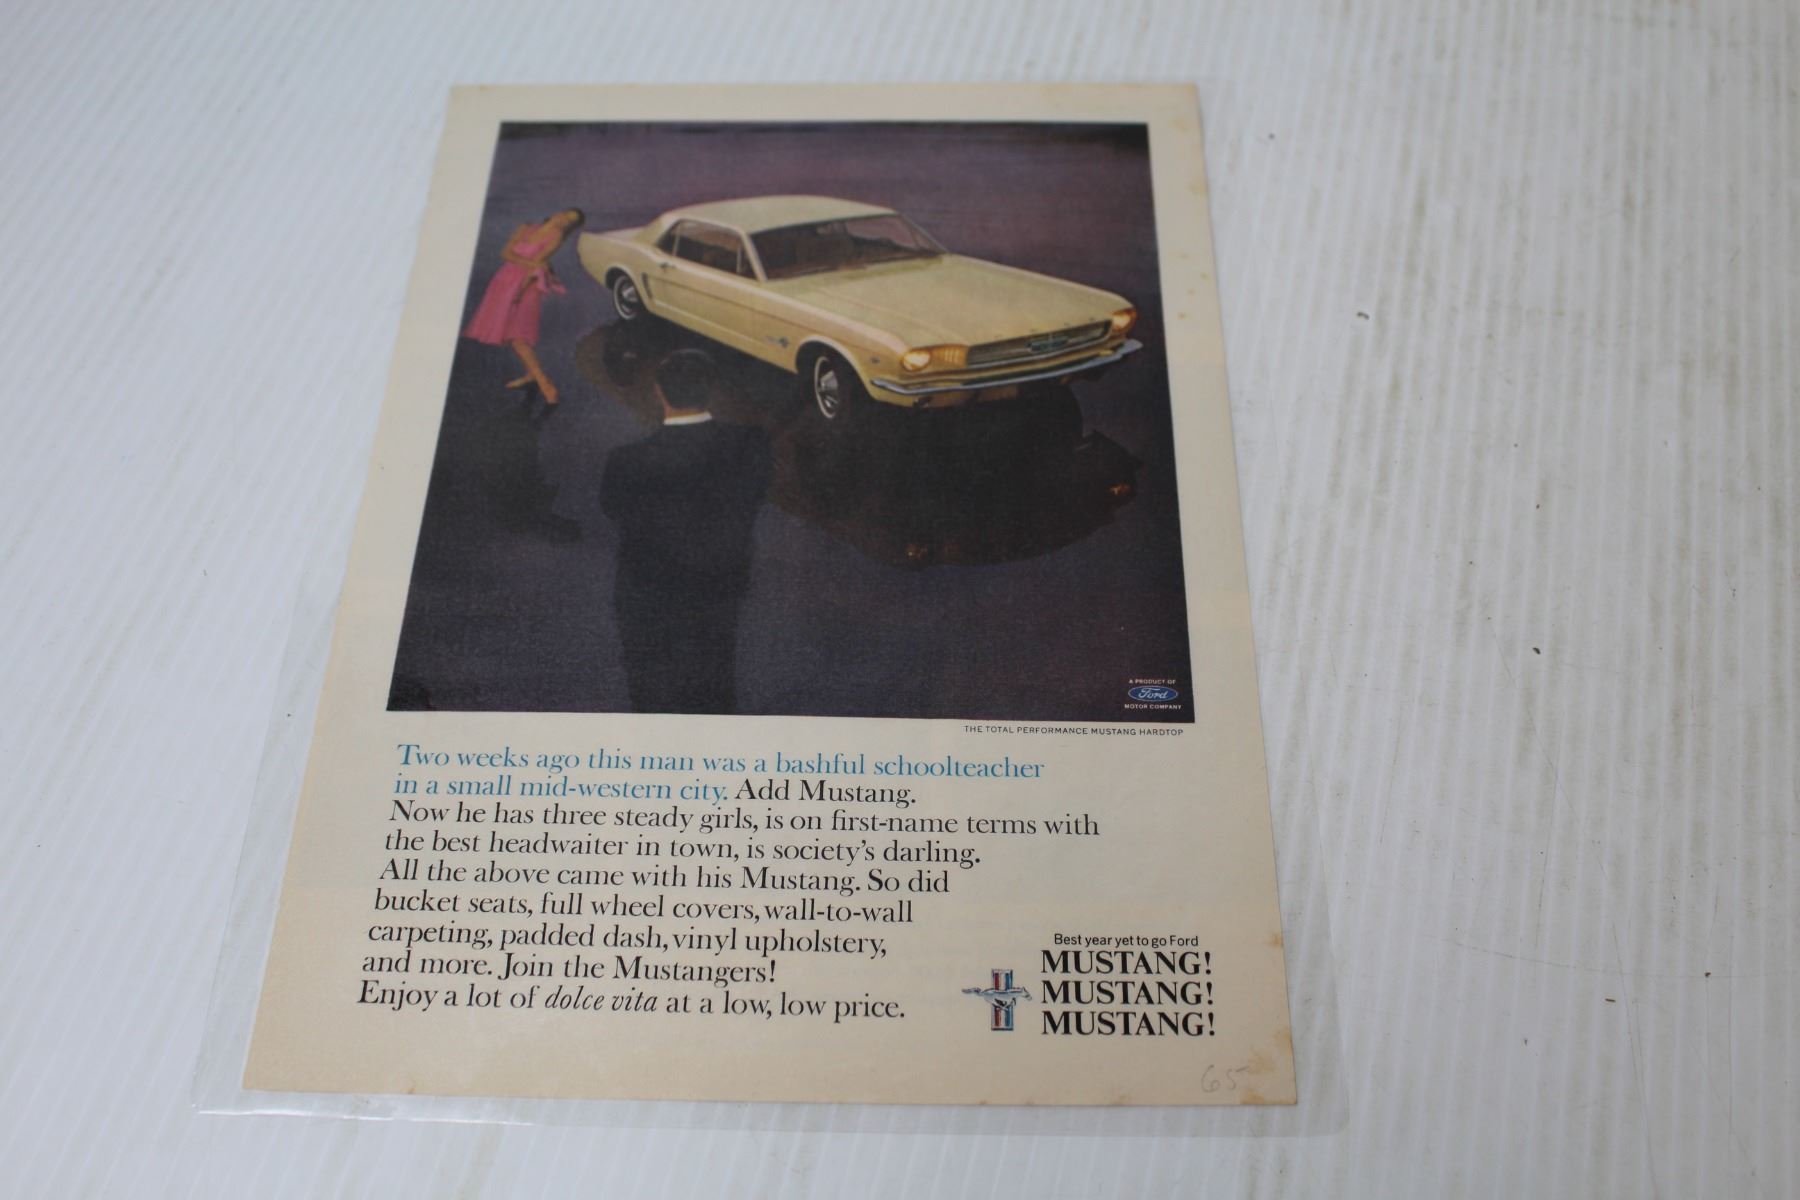 A PRODUCT OF
Ford
MOTOR COMPANY
THE TOTAL PERFORMANCE MUSTANG HARDTOP
Two weeks ago this man was a bashful schoolteacher
in a small mid-western city. Add Mustang.
Now he has three steady girls, is on first-name terms with
the best headwaiter in town, is society's darling.
All the above came with his Mustang. So did
bucket seats, full wheel covers, wall-to-wall
carpeting, padded dash, vinyl upholstery,
and more. Join the Mustangers!
Enjoy a lot of dolce vita at a low, low price.
Best year yet to go Ford
MUSTANG!
MUSTANG!
MUSTANG!
65